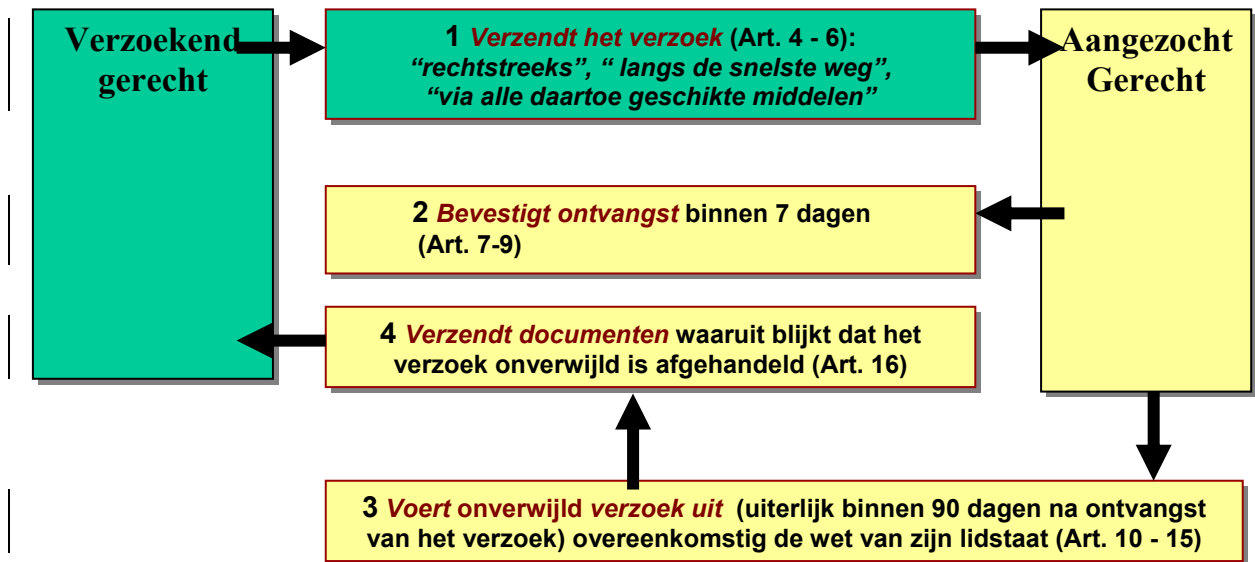 Verzoekend
gerecht
1 Verzendt het verzoek (Art. 4 - 6):
“rechtstreeks”, “ langs de snelste weg”,
“via alle daartoe geschikte middelen”
Aangezocht
Gerecht
2 Bevestigt ontvangst binnen 7 dagen
(Art. 7-9)
4 Verzendt documenten waaruit blijkt dat het
verzoek onverwijld is afgehandeld (Art. 16)
3 Voert onverwijld verzoek uit (uiterlijk binnen 90 dagen na ontvangst
van het verzoek) overeenkomstig de wet van zijn lidstaat (Art. 10 - 15)